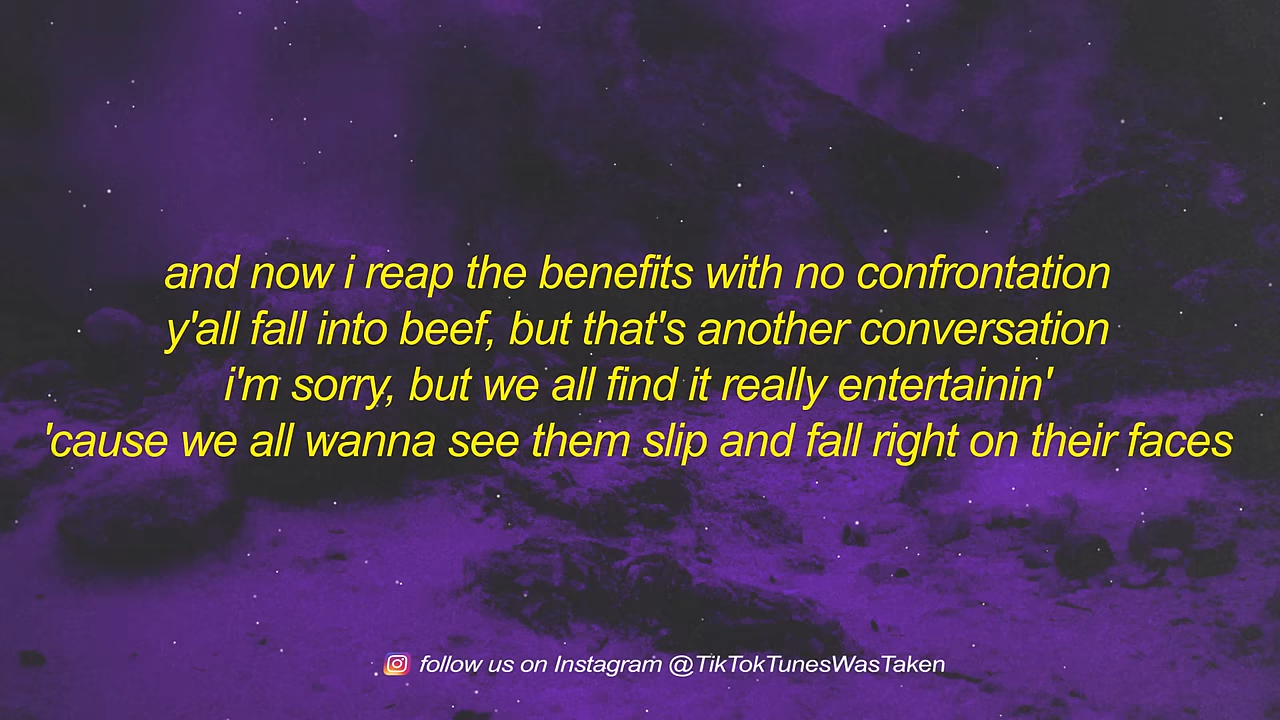 and now i reap the benefits with no confrontation
y'all fall into beef, but that's another conversation
i'm sorry, but we all find it really entertainin'
'cause we all wanna see them slip and fall right on their faces
follow us on Instagram @TikTokTunesWasTaken